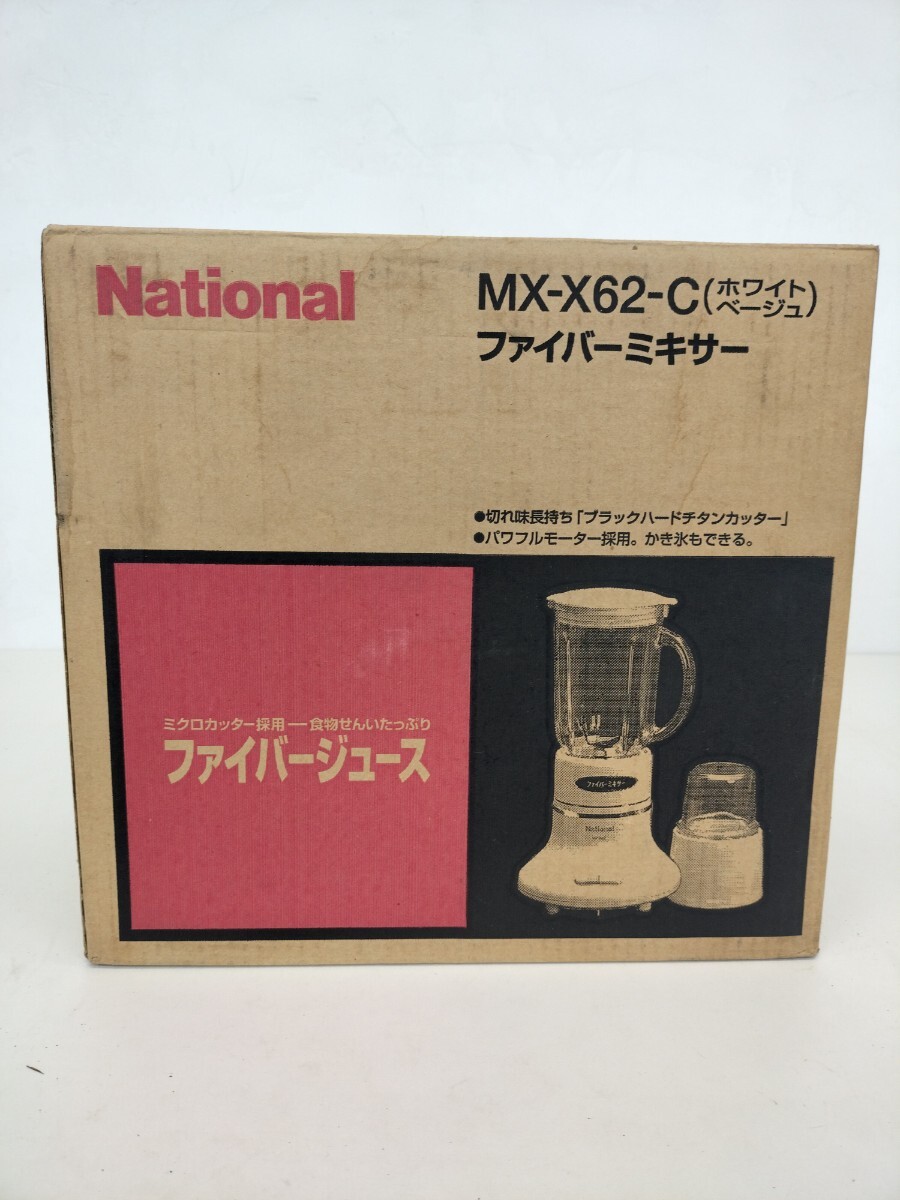 National
MX-X62-C(ホワイト
ベージュ)
ファイバーミキサー
●切れ味長持ち「ブラックハードチタンカッター」
●パワフルモーター採用。かき氷もできる。
ミクロカッター採用―食物せんいたっぷり
ファイバージュース
ファイバーミキサー
National